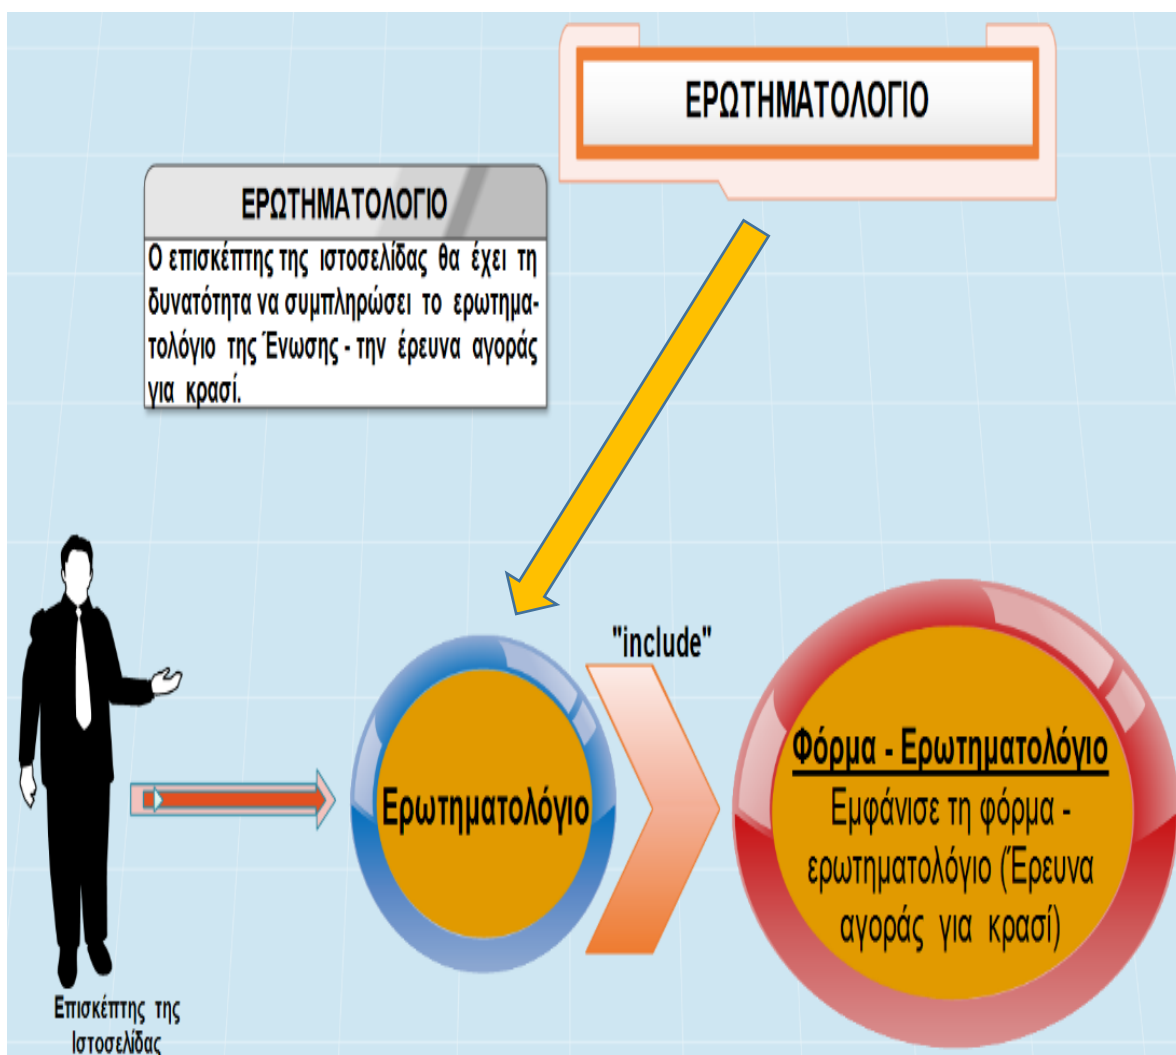 ΕΡΩΤΗΜΑΤΟΛΟΓΙΟ
ΕΡΩΤΗΜΑΤΟΛΟΓΙΟ
Ο επισκέπτης της ιστοσελίδας θα έχει τη
δυνατότητα να συμπληρώσει το ερωτημα-
τολόγιο της Ένωσης - την έρευνα αγοράς
για κρασί.
"include"
Ερωτηματολόγιο
Φόρμα - Ερωτηματολόγιο
Εμφάνισε τη φόρμα -
ερωτηματολόγιο (Έρευνα
αγοράς για κρασί)
Επισκέπτης της
Ιστοσελίδας